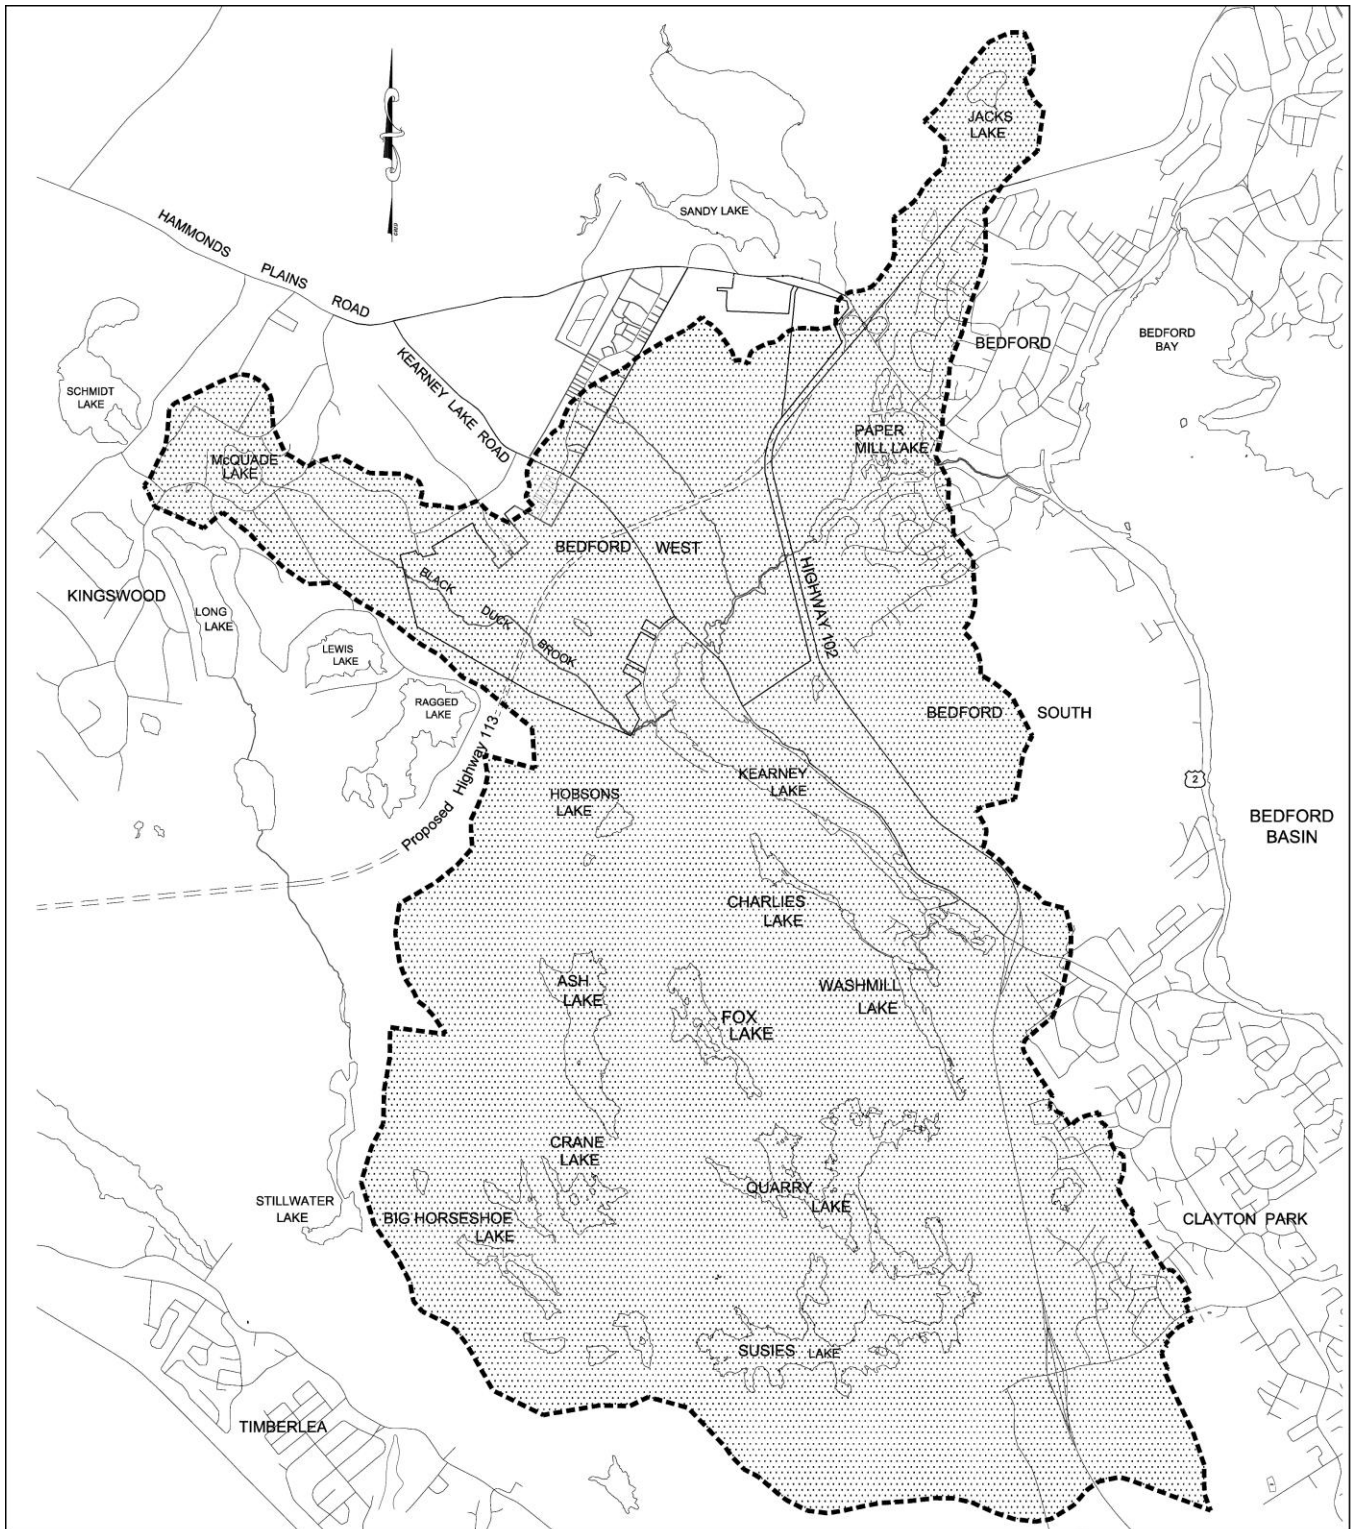 JACKS
LAKE
SANDY LAKE
HAMMONDS PLAINS ROAD
BEDFORD
BAY
BEDFORD
KEARNEY LAKE ROAD
SCHMIDT
LAKE
PAPER
MILL LAKE
McQUADE
LAKE
BEDFORD WEST
HIGHWAY 102
BLACK DUCK BROOK
KINGSWOOD
LONG
LAKE
LEWIS
LAKE
RAGGED
LAKE
BEDFORD SOUTH
Proposed Highway 113
KEARNEY
LAKE
2
HOBSONS
LAKE
BEDFORD
BASIN
CHARLIES
LAKE
ASH
LAKE
WASHMILL
LAKE
FOX
LAKE
CRANE
LAKE
QUARRY
LAKE
STILLWATER
LAKE
BIG HORSESHOE
LAKE
CLAYTON PARK
SUSIES LAKE
TIMBERLEA